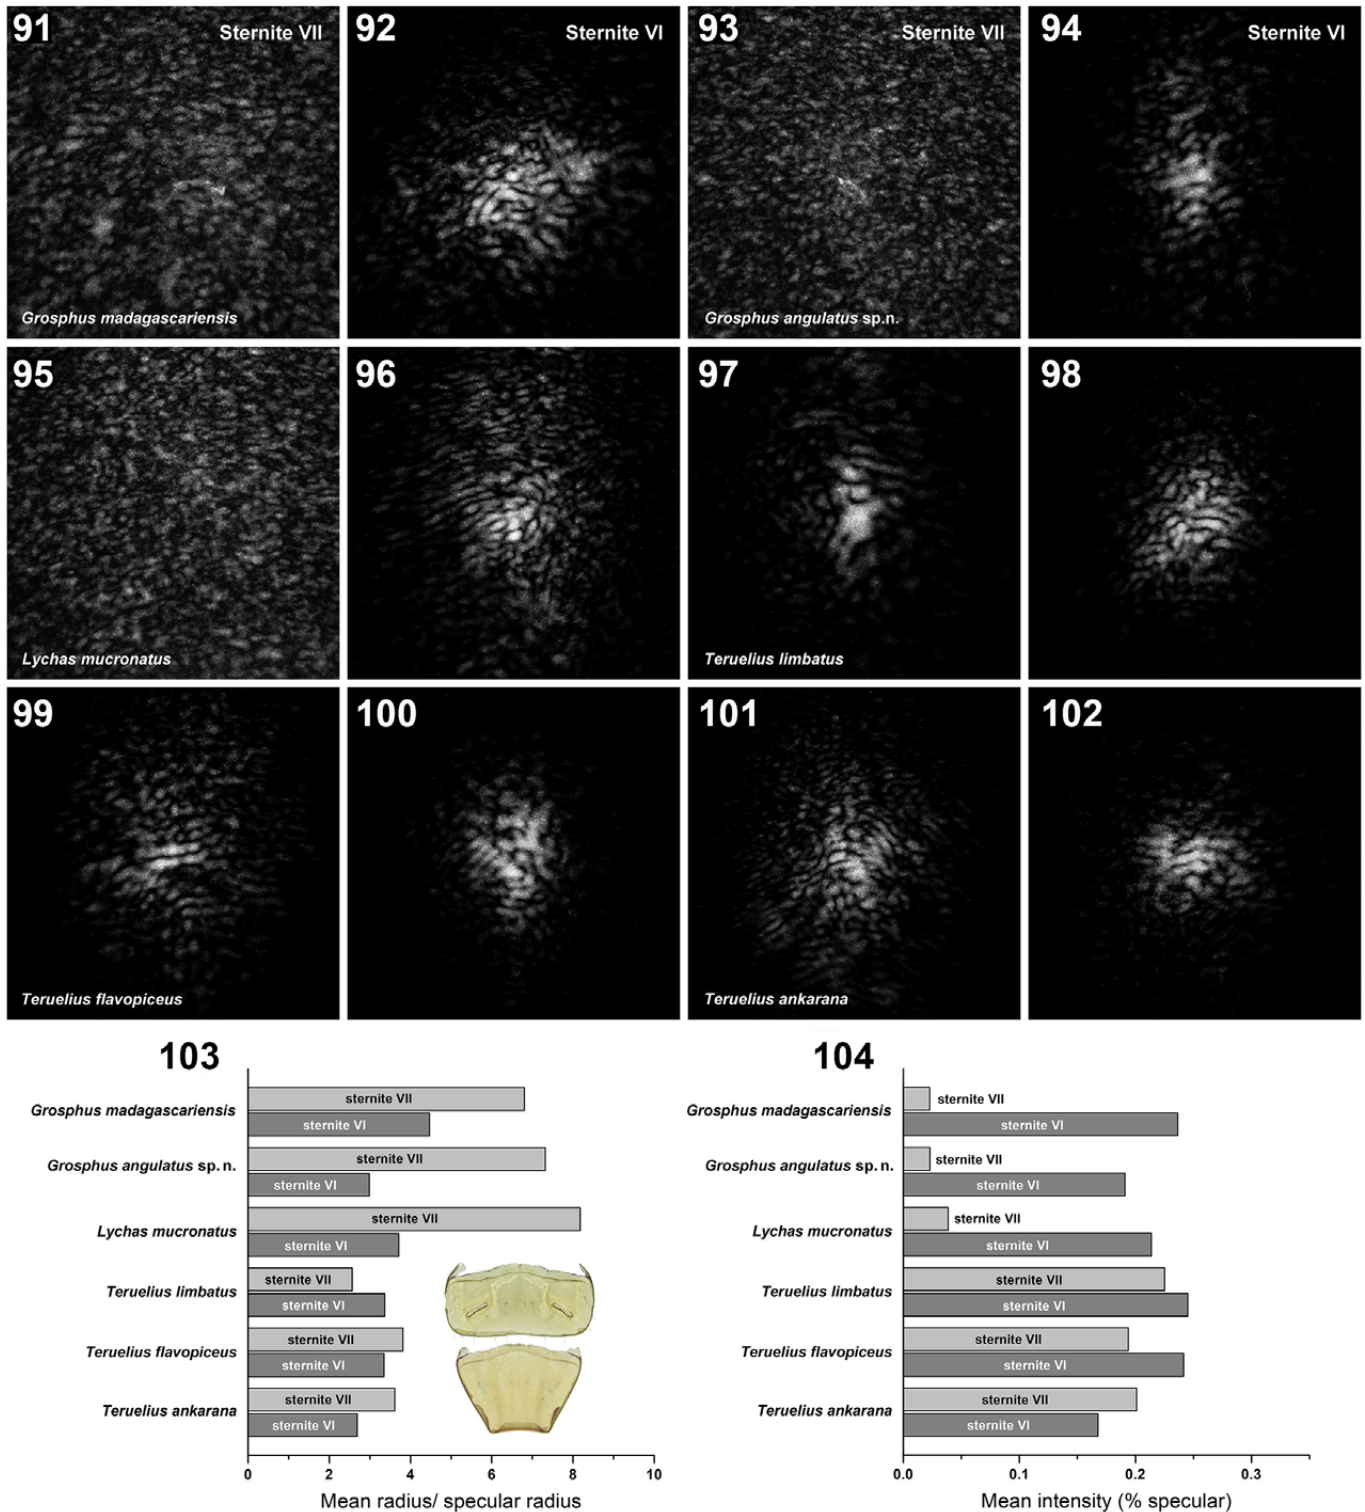 91 Sternite VII
92 Sternite VI
93 Sternite VII
94 Sternite VI
Grosphus madagascariensis
Grosphus angulatus sp.n.
95
96
97
98
Lychas mucronatus
Teruelius limbatus
99
100
101
102
Teruelius flavopiceus
Teruelius ankarana
103
Grosphus madagascariensis
sternite VII
sternite VI
Grosphus angulatus sp. n.
sternite VII
sternite VI
Lychas mucronatus
sternite VII
sternite VI
Teruelius limbatus
sternite VII
sternite VI
Teruelius flavopiceus
sternite VII
sternite VI
Teruelius ankarana
sternite VII
sternite VI
0 2 4 6 8 10
Mean radius/ specular radius
104
Grosphus madagascariensis
sternite VII
sternite VI
Grosphus angulatus sp. n.
sternite VII
sternite VI
Lychas mucronatus
sternite VII
sternite VI
Teruelius limbatus
sternite VII
sternite VI
Teruelius flavopiceus
sternite VII
sternite VI
Teruelius ankarana
sternite VII
sternite VI
0.0 0.1 0.2 0.3
Mean intensity (% specular)